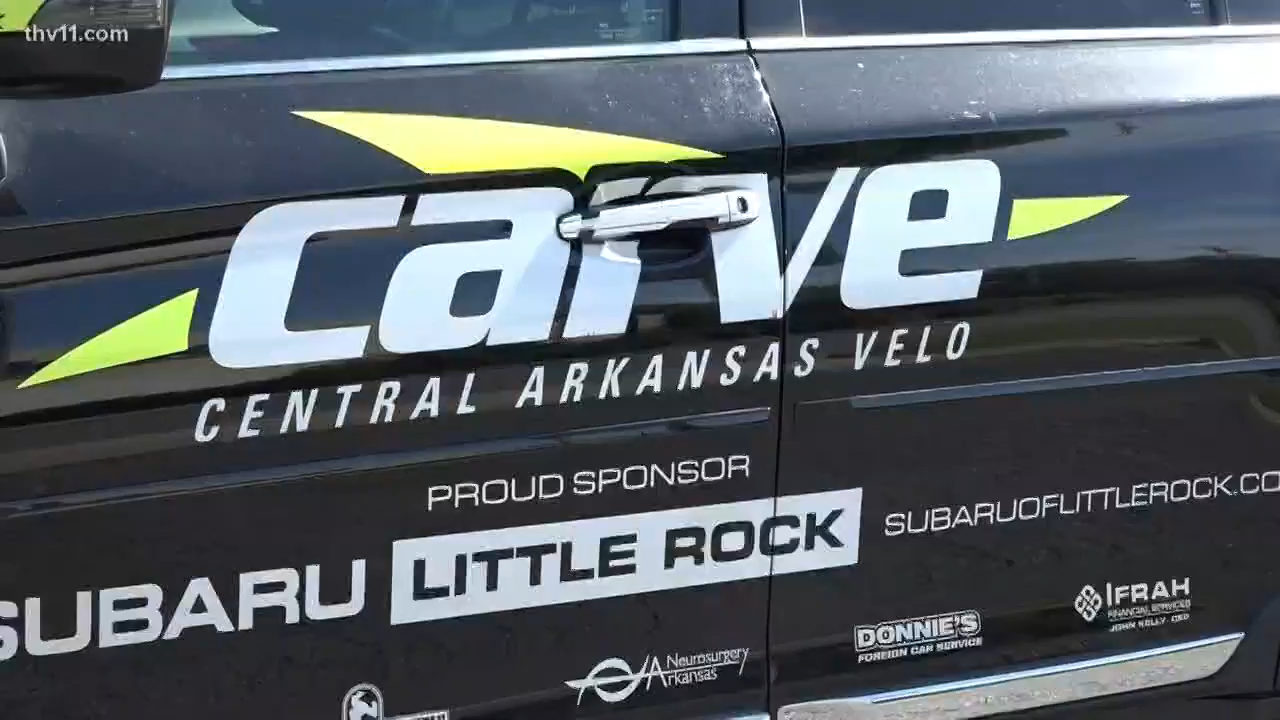 thv11.com
carve
CENTRAL ARKANSAS VELO
PROUD SPONSOR
SUBARU LITTLE ROCK
SUBARUOFLITTLEROCK.CO
DONNIE'S
FOREIGN CAR SERVICE
IFRAH
FINANCIAL SERVICES
JOHN KELLY
Neurosurgery
Arkansas